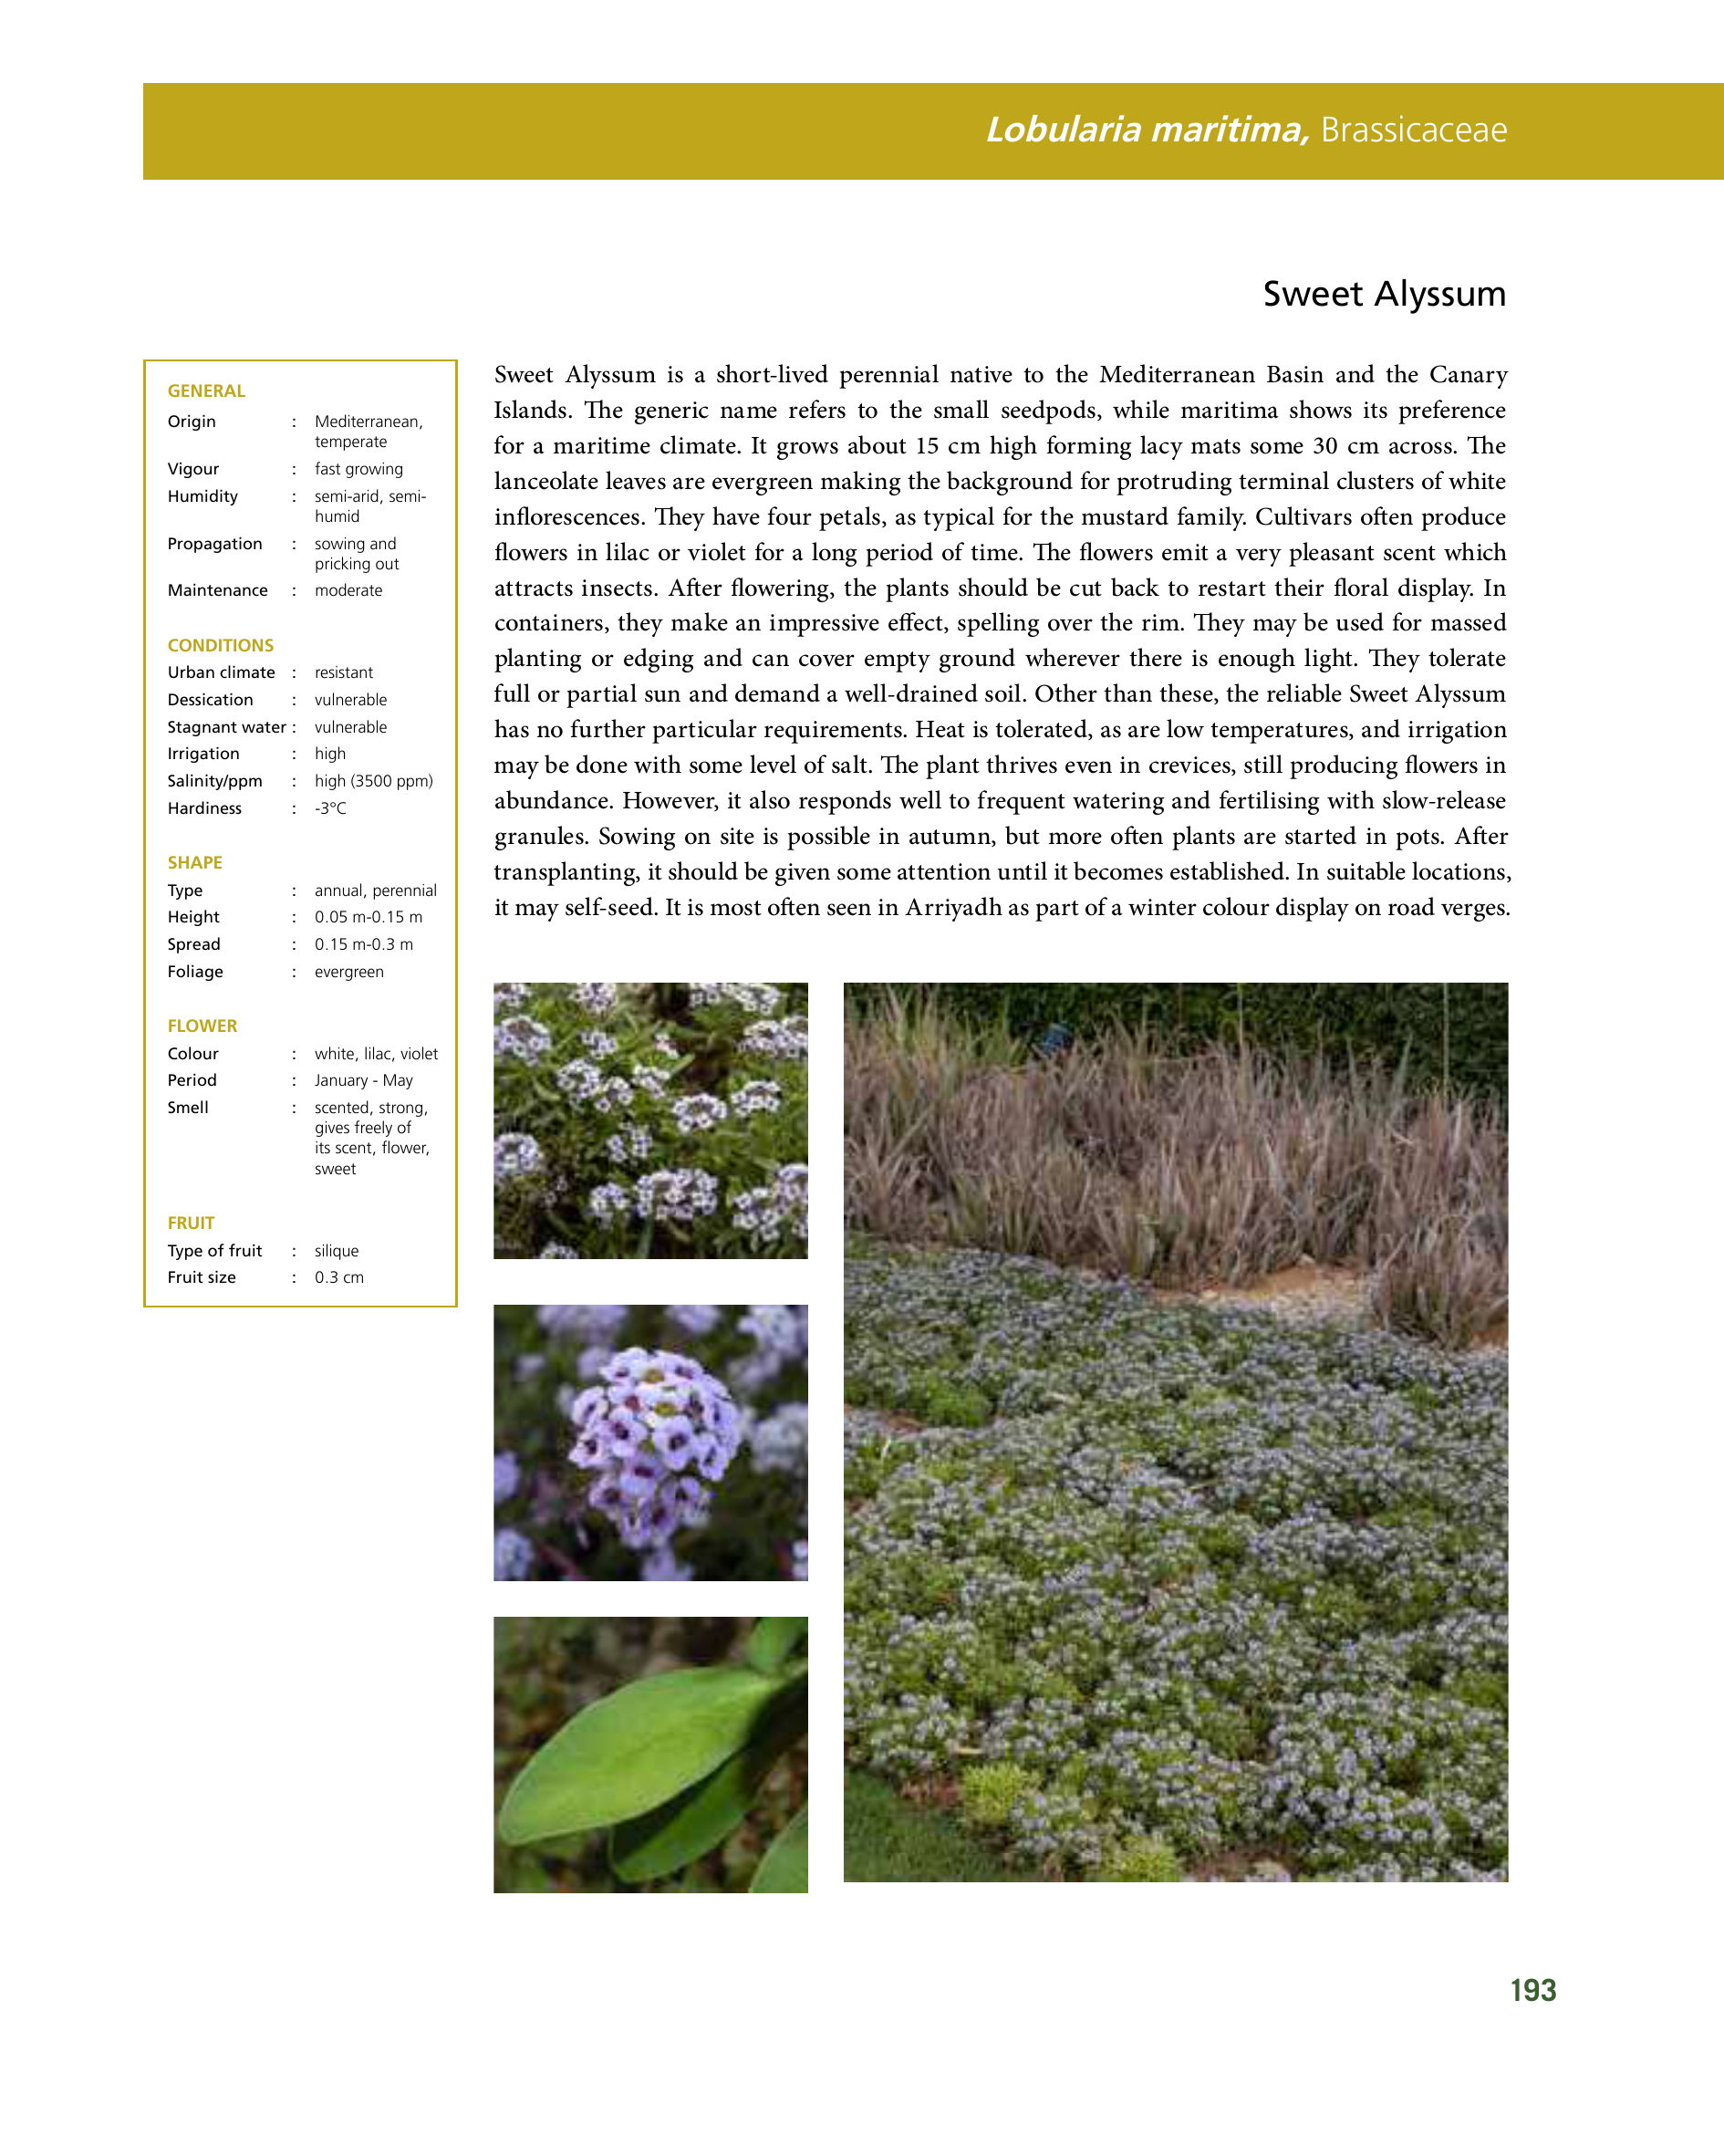 Lobularia maritima, Brassicaceae
Sweet Alyssum
GENERAL
Origin : Mediterranean,
temperate
Vigour : fast growing
Humidity : semi-arid, semi-
humid
Propagation : sowing and
pricking out
Maintenance : moderate
CONDITIONS
Urban climate : resistant
Dessication : vulnerable
Stagnant water : vulnerable
Irrigation : high
Salinity/ppm : high (3500 ppm)
Hardiness : -3°C
SHAPE
Type : annual, perennial
Height : 0.05 m-0.15 m
Spread : 0.15 m-0.3 m
Foliage : evergreen
FLOWER
Colour : white, lilac, violet
Period : January - May
Smell : scented, strong,
gives freely of
its scent, flower,
sweet
FRUIT
Type of fruit : silique
Fruit size : 0.3 cm
Sweet Alyssum is a short-lived perennial native to the Mediterranean Basin and the Canary
Islands. The generic name refers to the small seedpods, while maritima shows its preference
for a maritime climate. It grows about 15 cm high forming lacy mats some 30 cm across. The
lanceolate leaves are evergreen making the background for protruding terminal clusters of white
inflorescences. They have four petals, as typical for the mustard family. Cultivars often produce
flowers in lilac or violet for a long period of time. The flowers emit a very pleasant scent which
attracts insects. After flowering, the plants should be cut back to restart their floral display. In
containers, they make an impressive effect, spelling over the rim. They may be used for massed
planting or edging and can cover empty ground wherever there is enough light. They tolerate
full or partial sun and demand a well-drained soil. Other than these, the reliable Sweet Alyssum
has no further particular requirements. Heat is tolerated, as are low temperatures, and irrigation
may be done with some level of salt. The plant thrives even in crevices, still producing flowers in
abundance. However, it also responds well to frequent watering and fertilising with slow-release
granules. Sowing on site is possible in autumn, but more often plants are started in pots. After
transplanting, it should be given some attention until it becomes established. In suitable locations,
it may self-seed. It is most often seen in Arriyadh as part of a winter colour display on road verges.
193